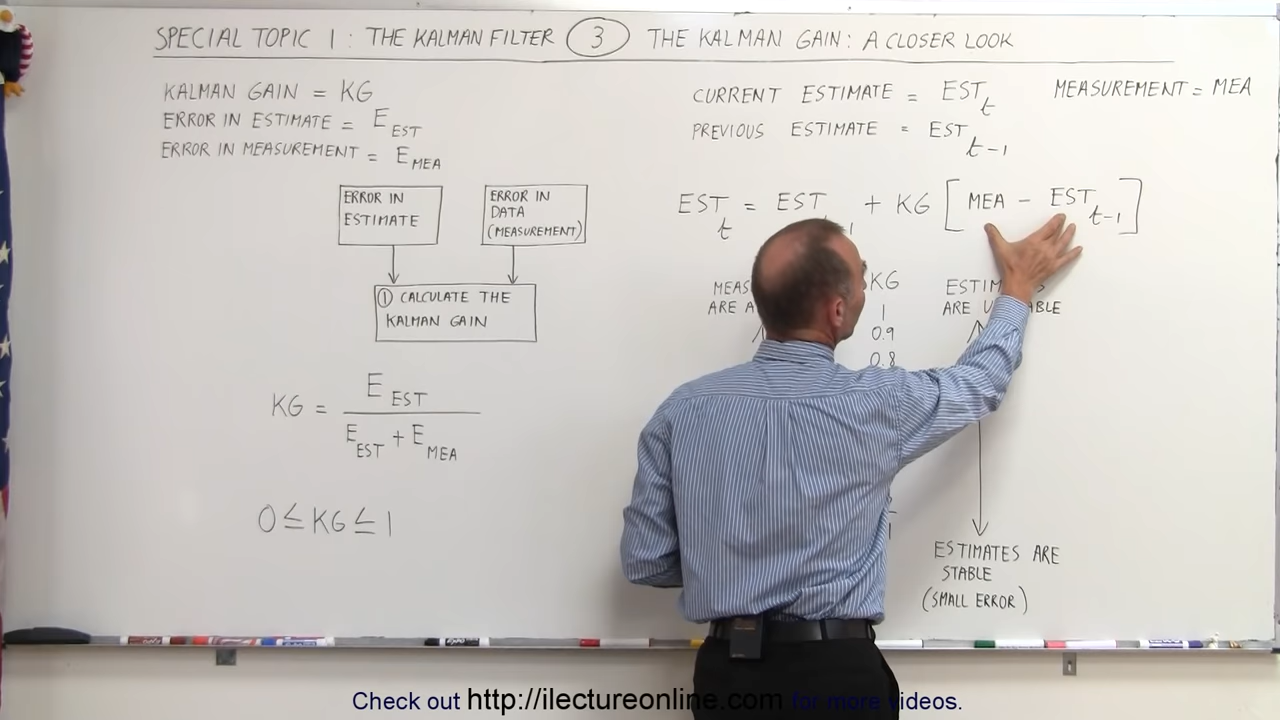 SPECIAL TOPIC 1: THE KALMAN FILTER 3 THE KALMAN GAIN: A CLOSER LOOK
KALMAN GAIN = KG
ERROR IN ESTIMATE = E EST
ERROR IN MEASUREMENT = E MEA
ERROR IN
ESTIMATE
ERROR IN
DATA
(MEASUREMENT)
① CALCULATE THE
KALMAN GAIN
KG = E EST
E EST + E MEA
0 ≤ KG ≤ 1
CURRENT ESTIMATE = EST t
MEASUREMENT = MEA
PREVIOUS ESTIMATE = EST t-1
EST t = EST + KG [MEA - EST t-1]
KG
1
0.9
0.8
ARE
ESTIMATES ARE
STABLE
(SMALL ERROR)
Check out http://ilectureonline.com for more videos.